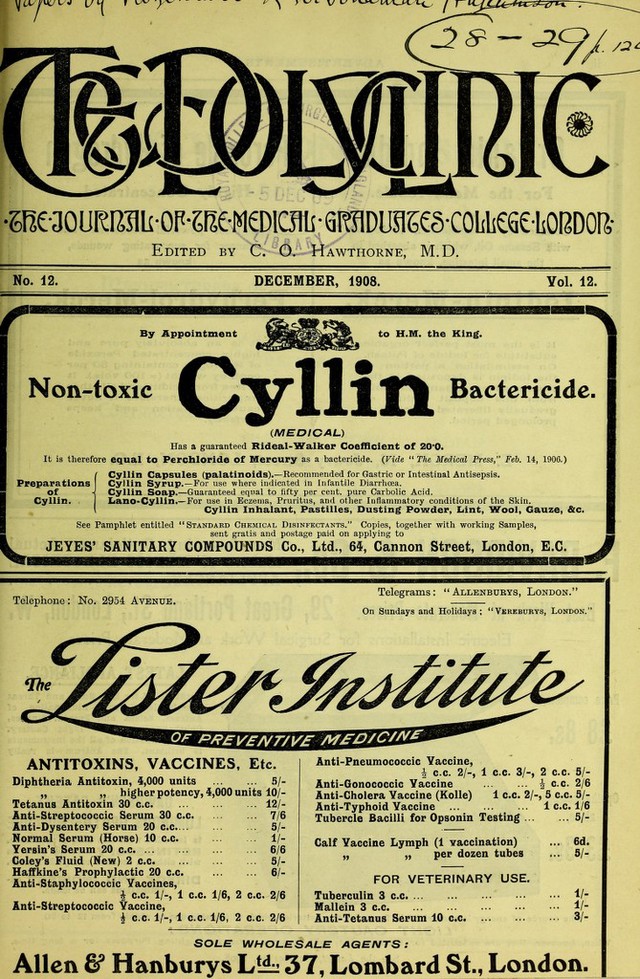 Papers by
28-29 p. 120
THE POLYCLINIC
LIBRARY
5 DEC 08
·THE·JOURNAL·OF·THE·MEDICAL·GRADUATES·COLLEGE·LONDON·
EDITED BY C. O. HAWTHORNE, M.D.
No. 12. DECEMBER, 1908. Vol. 12.
By Appointment to H.M. the King.
Non-toxic Cyllin Bactericide.
(MEDICAL)
Has a guaranteed Rideal-Walker Coefficient of 20·0.
It is therefore equal to Perchloride of Mercury as a bactericide. (Vide "The Medical Press," Feb. 14, 1906.)
Preparations of Cyllin.
Cyllin Capsules (palatinoids).—Recommended for Gastric or Intestinal Antisepsis.
Cyllin Syrup.—For use where indicated in Infantile Diarrhœa.
Cyllin Soap.—Guaranteed equal to fifty per cent. pure Carbolic Acid.
Lano-Cyllin.—For use in Eczema, Pruritus, and other Inflammatory conditions of the Skin.
Cyllin Inhalant, Pastilles, Dusting Powder, Lint, Wool, Gauze, &c.
See Pamphlet entitled "STANDARD CHEMICAL DISINFECTANTS." Copies, together with working Samples,
sent gratis and postage paid on applying to
JEYES' SANITARY COMPOUNDS Co., Ltd., 64, Cannon Street, London, E.C.
Telephone: No. 2954 AVENUE.
Telegrams: "ALLENBURYS, LONDON."
On Sundays and Holidays: "VEREBURYS, LONDON."
The Lister Institute
OF PREVENTIVE MEDICINE
ANTITOXINS, VACCINES, Etc.
Diphtheria Antitoxin, 4,000 units ... ... 5/-
„ „ higher potency, 4,000 units 10/-
Tetanus Antitoxin 30 c.c. ... ... ... 12/-
Anti-Streptococcic Serum 30 c.c. ... ... 7/6
Anti-Dysentery Serum 20 c.c.... ... ... 5/-
Normal Serum (Horse) 10 c.c. ... ... 1/-
Yersin's Serum 20 c.c. ... ... ... ... 6/6
Coley's Fluid (New) 2 c.c. ... ... ... 5/-
Haffkine's Prophylactic 20 c.c. ... ... 6/-
Anti-Staphylococcic Vaccines,
½ c.c. 1/-, 1 c.c. 1/6, 2 c.c. 2/6
Anti-Streptococcic Vaccine,
½ c.c. 1/-, 1 c.c. 1/6, 2 c.c. 2/6
Anti-Pneumococcic Vaccine,
½ c.c. 2/-, 1 c.c. 3/-, 2 c.c. 5/-
Anti-Gonococcic Vaccine ... ... ½ c.c. 2/6
Anti-Cholera Vaccine (Kolle) 1 c.c. 2/-, 5 c.c. 5/-
Anti-Typhoid Vaccine ... ... 1 c.c. 1/6
Tubercle Bacilli for Opsonin Testing ... ... 5/-
Calf Vaccine Lymph (1 vaccination) ... 6d.
„ „ per dozen tubes ... 5/-
FOR VETERINARY USE.
Tuberculin 3 c.c. ... ... ... ... ... 1/-
Mallein 3 c.c. ... ... ... ... ... 1/-
Anti-Tetanus Serum 10 c.c. ... ... ... 3/-
SOLE WHOLESALE AGENTS:
Allen & Hanburys Ltd., 37, Lombard St., London.